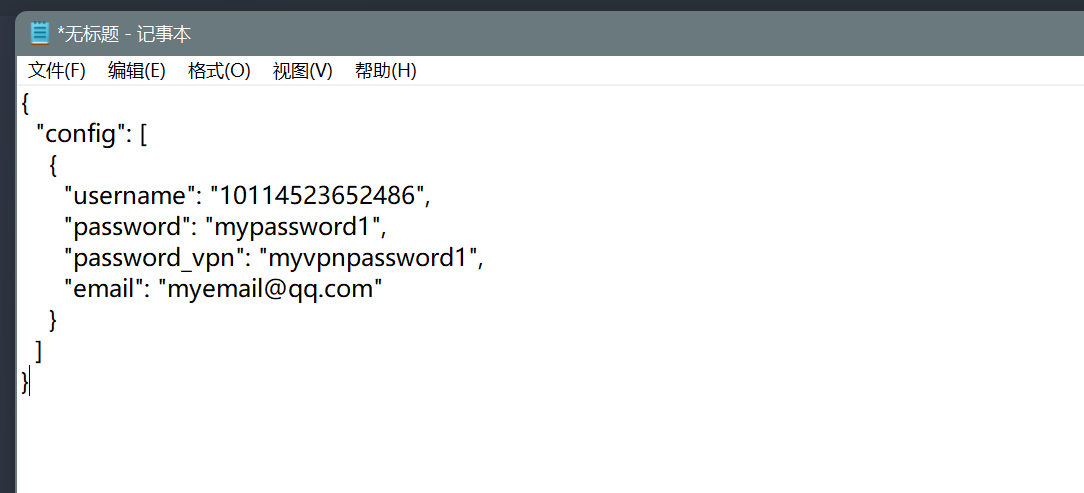 *无标题 - 记事本
文件(F) 编辑(E) 格式(O) 视图(V) 帮助(H)
{
  "config": [
    {
      "username": "10114523652486",
      "password": "mypassword1",
      "password_vpn": "myvpnpassword1",
      "email": "myemail@qq.com"
    }
  ]
}